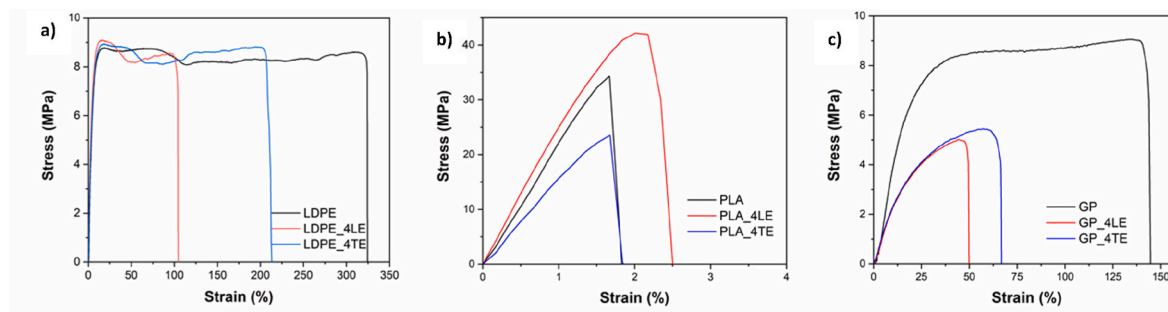 a)
Stress (MPa)
10
8
6
4
2
0
LDPE
LDPE_4LE
LDPE_4TE
0 50 100 150 200 250 300 350
Strain (%)
b)
Stress (MPa)
40
30
20
10
0
PLA
PLA_4LE
PLA_4TE
0 1 2 3 4
Strain (%)
c)
Stress (MPa)
10
8
6
4
2
0
GP
GP_4LE
GP_4TE
0 25 50 75 100 125 150
Strain (%)